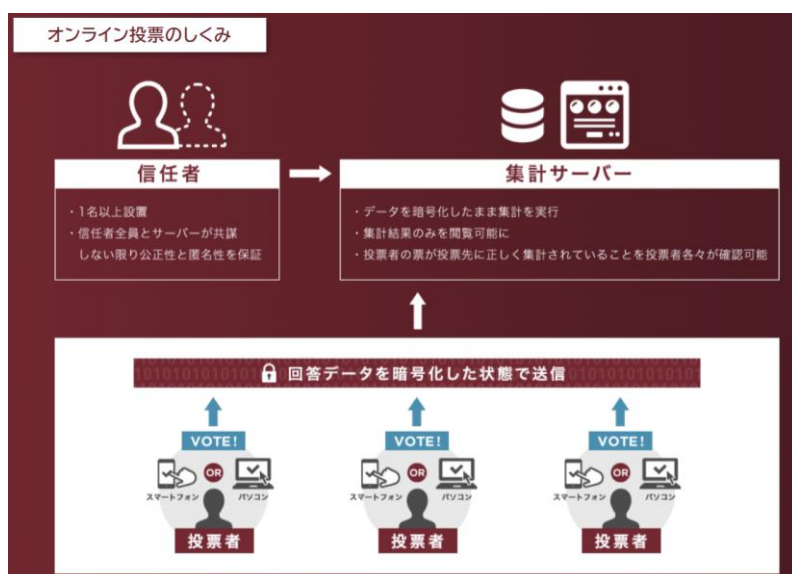 オンライン投票のしくみ
信任者
・1名以上設置
・信任者全員とサーバーが共謀
しない限り公正性と匿名性を保証
集計サーバー
・データを暗号化したまま集計を実行
・集計結果のみを閲覧可能に
・投票者の票が投票先に正しく集計されていることを投票者各々が確認可能
1010101010101 回答データを暗号化した状態で送信 01010101010101
VOTE! VOTE! VOTE!
OR OR OR
スマートフォン パソコン スマートフォン パソコン スマートフォン パソコン
投票者 投票者 投票者